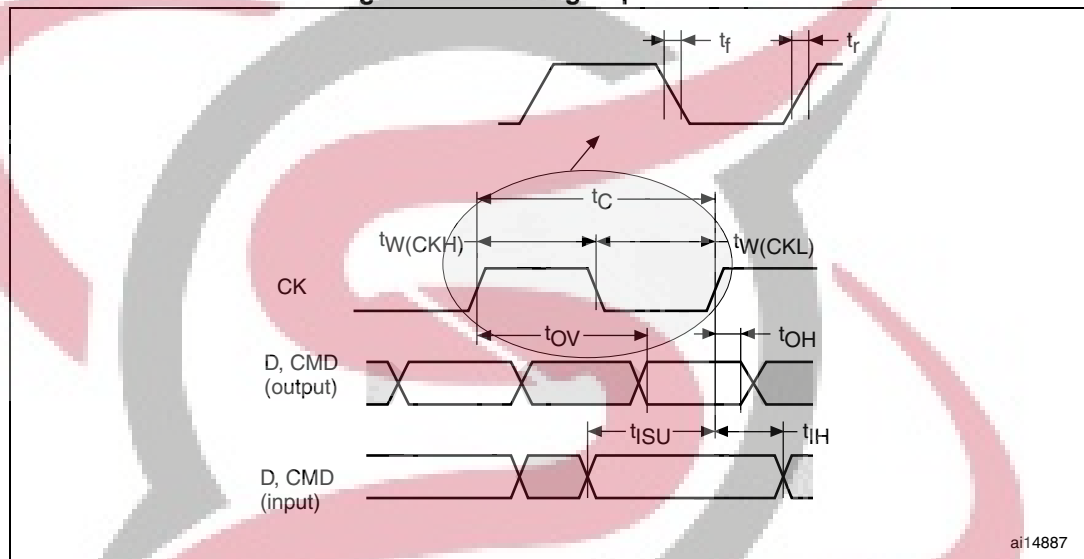 tf
tr
tC
tW(CKH)
tW(CKL)
CK
tOV
tOH
D, CMD
(output)
tISU
tIH
D, CMD
(input)
ai14887